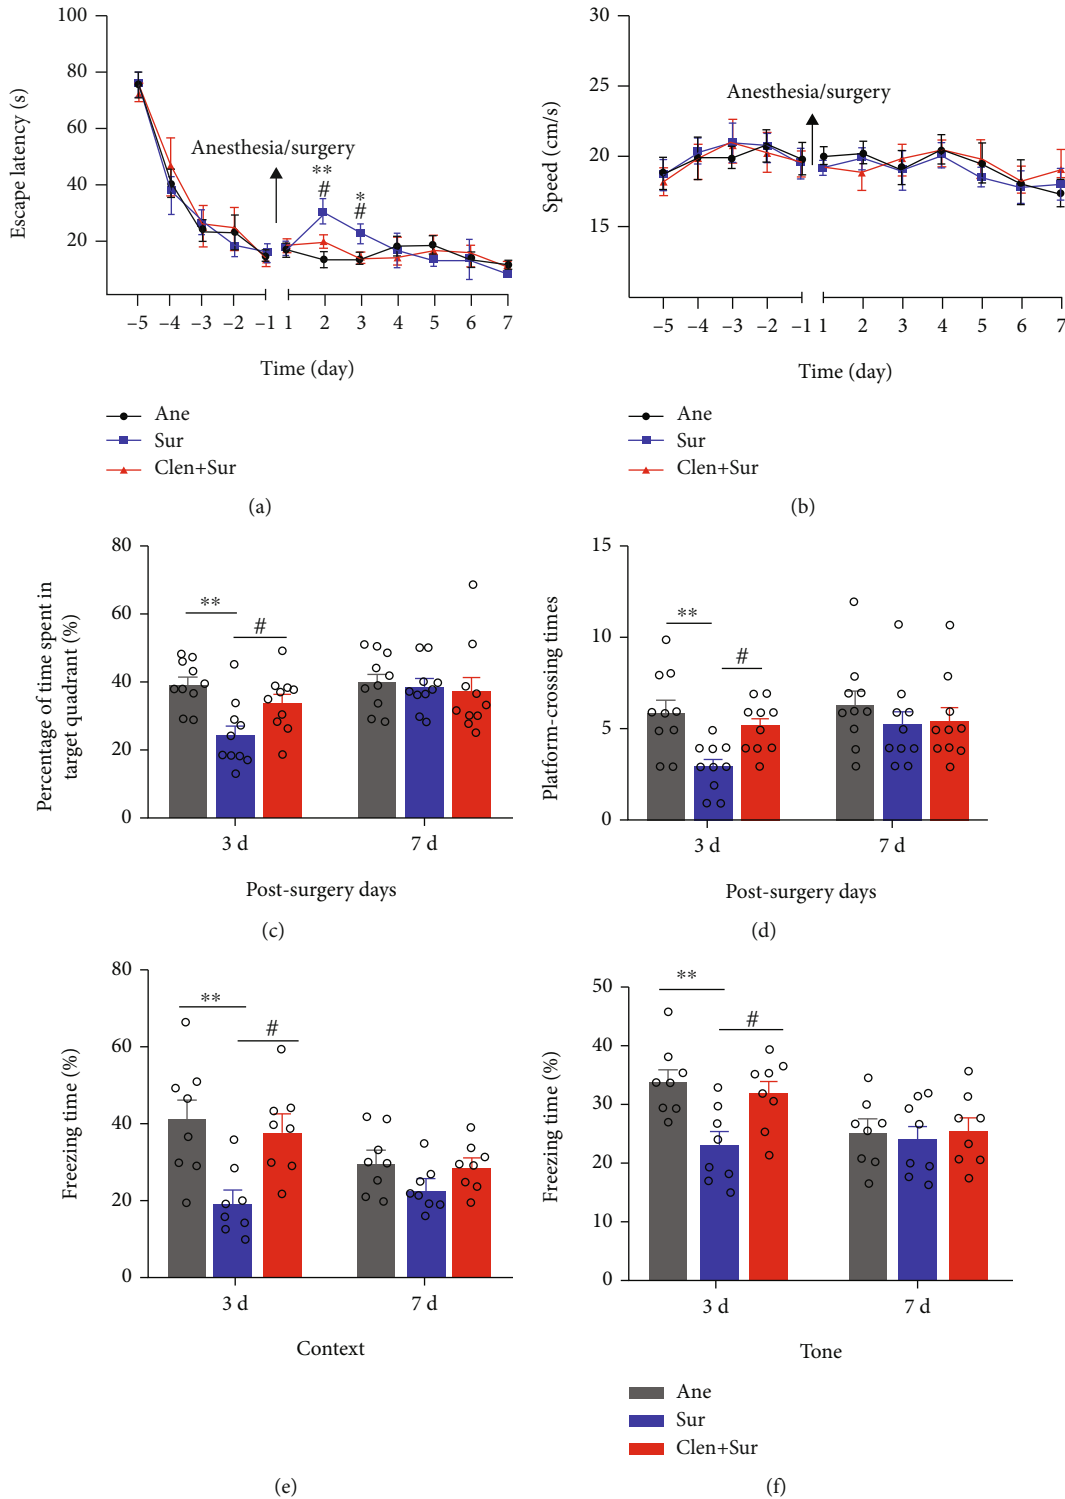 100
80
60
40
20
Escape latency (s)
Anesthesia/surgery
**
#
*
#
–5 –4 –3 –2 –1 1 2 3 4 5 6 7
Time (day)
Ane
Sur
Clen+Sur
(a)
30
25
20
15
Speed (cm/s)
Anesthesia/surgery
–5 –4 –3 –2 –1 1 2 3 4 5 6 7
Time (day)
Ane
Sur
Clen+Sur
(b)
80
60
40
20
0
Percentage of time spent in
target quadrant (%)
**
#
3 d 7 d
Post-surgery days
(c)
15
10
5
0
Platform-crossing times
**
#
3 d 7 d
Post-surgery days
(d)
80
60
40
20
0
Freezing time (%)
**
#
3 d 7 d
Context
(e)
50
40
30
20
10
0
Freezing time (%)
**
#
3 d 7 d
Tone
Ane
Sur
Clen+Sur
(f)